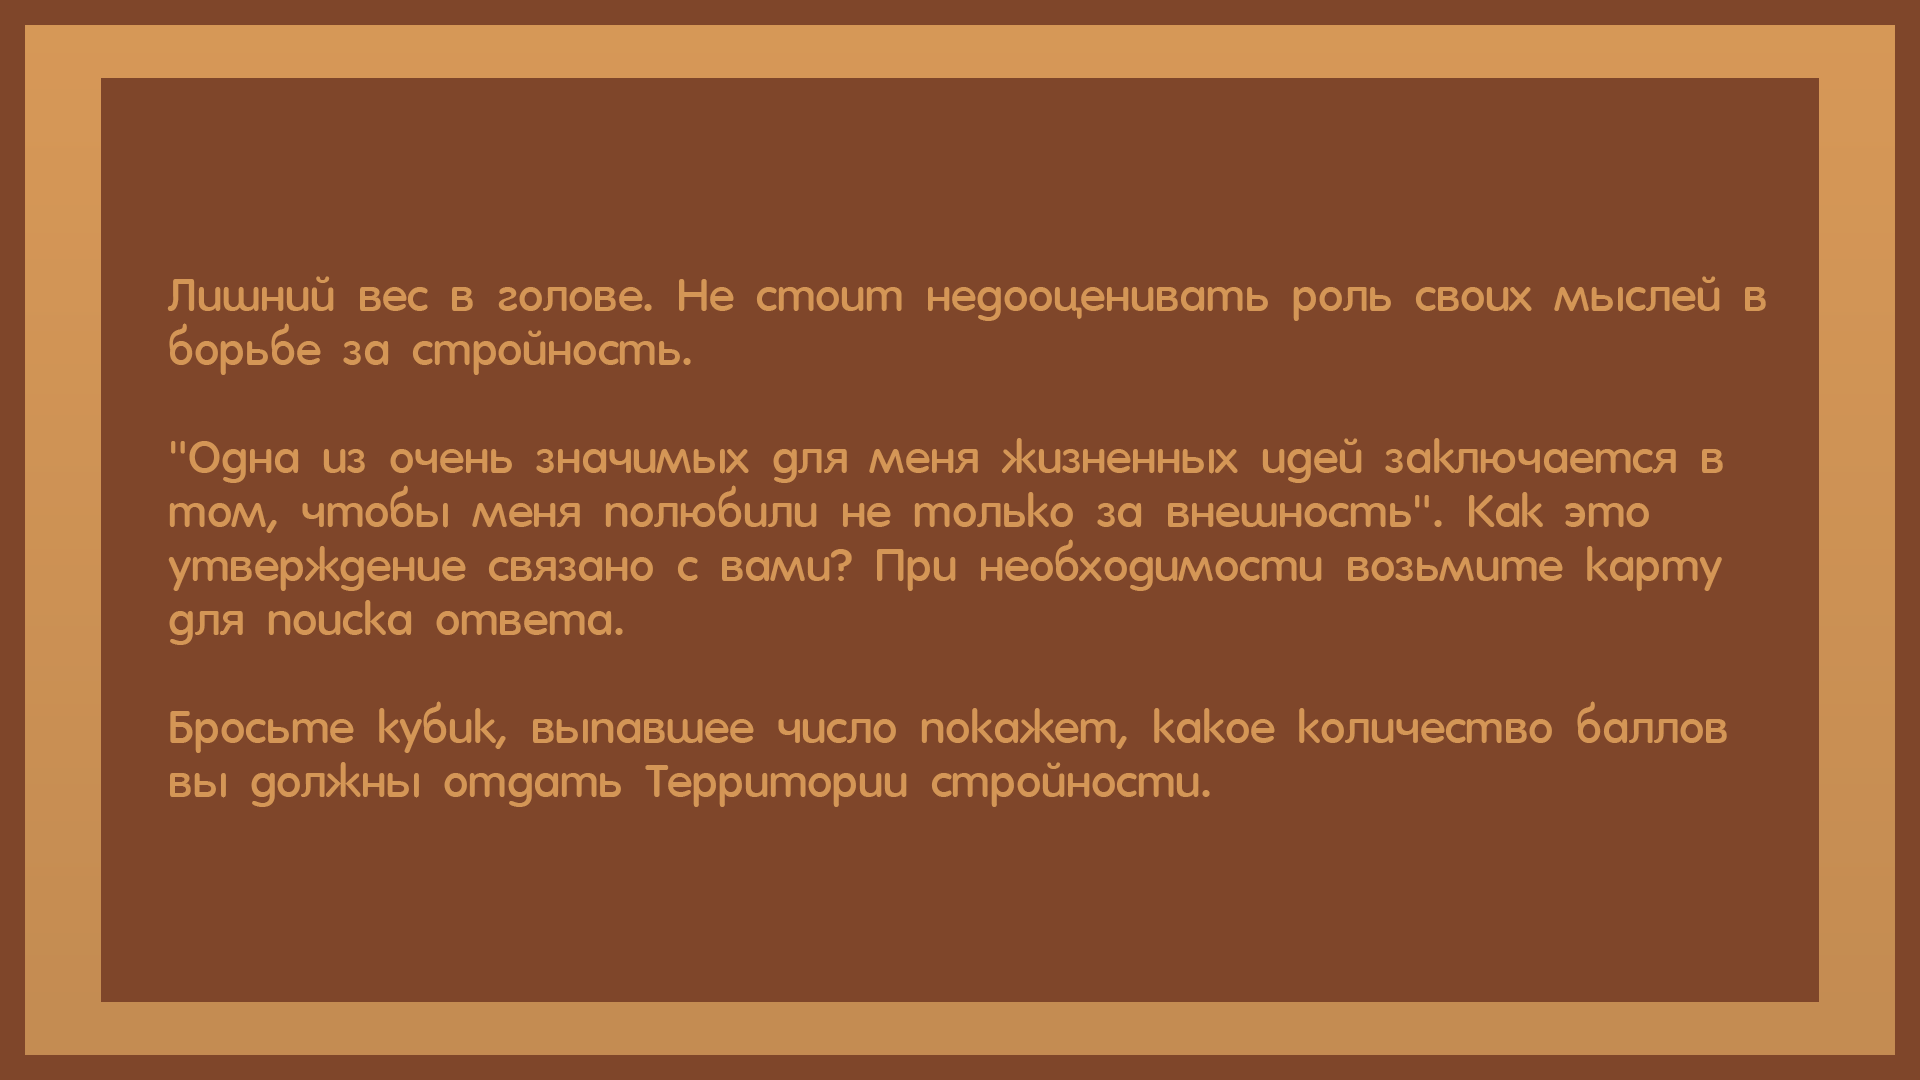 Лишний вес в голове. Не стоит недооценивать роль своих мыслей в
борьбе за стройность.
"Одна из очень значимых для меня жизненных идей заключается в
том, чтобы меня полюбили не только за внешность". Как это
утверждение связано с вами? При необходимости возьмите карту
для поиска ответа.
Бросьте кубик, выпавшее число покажет, какое количество баллов
вы должны отдать Территории стройности.